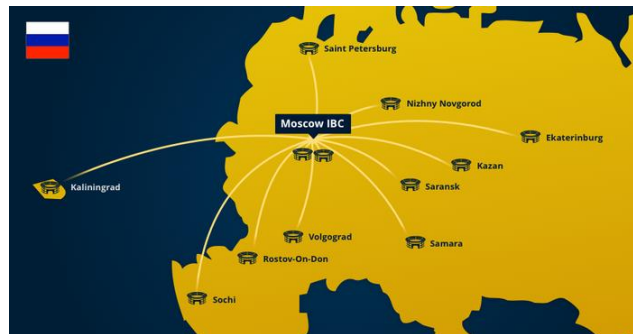 Saint Petersburg
Nizhny Novgorod
Moscow IBC
Ekaterinburg
Kazan
Kaliningrad
Saransk
Volgograd
Samara
Rostov-On-Don
Sochi